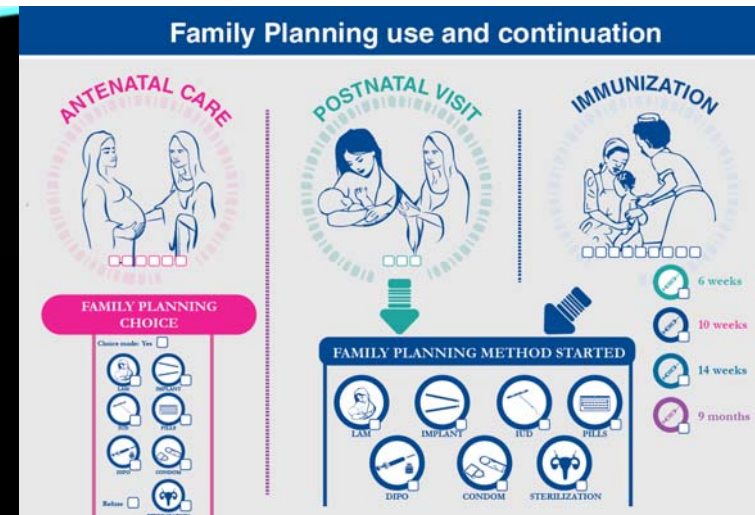 Family Planning use and continuation
ANTENATAL CARE
POSTNATAL VISIT
IMMUNIZATION
FAMILY PLANNING
CHOICE
Choice made: Yes
LAM
IMPLANT
IUD
PILLS
DIPO
CONDOM
Refuse
FAMILY PLANNING METHOD STARTED
LAM
IMPLANT
IUD
PILLS
DIPO
CONDOM
STERILIZATION
6 weeks
10 weeks
14 weeks
9 months